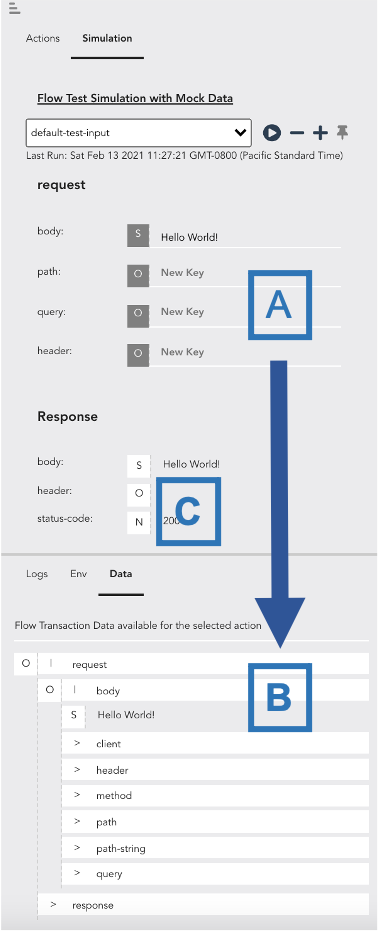 Actions Simulation
Flow Test Simulation with Mock Data
default-test-input
Last Run: Sat Feb 13 2021 11:27:21 GMT-0800 (Pacific Standard Time)
request
body: S Hello World!
path: O New Key
A
query: O New Key
header: O New Key
Response
body: S Hello World!
header: O
C
status-code: N 200
Logs Env Data
Flow Transaction Data available for the selected action
O | request
O | body
B
S Hello World!
> client
> header
> method
> path
> path-string
> query
> response